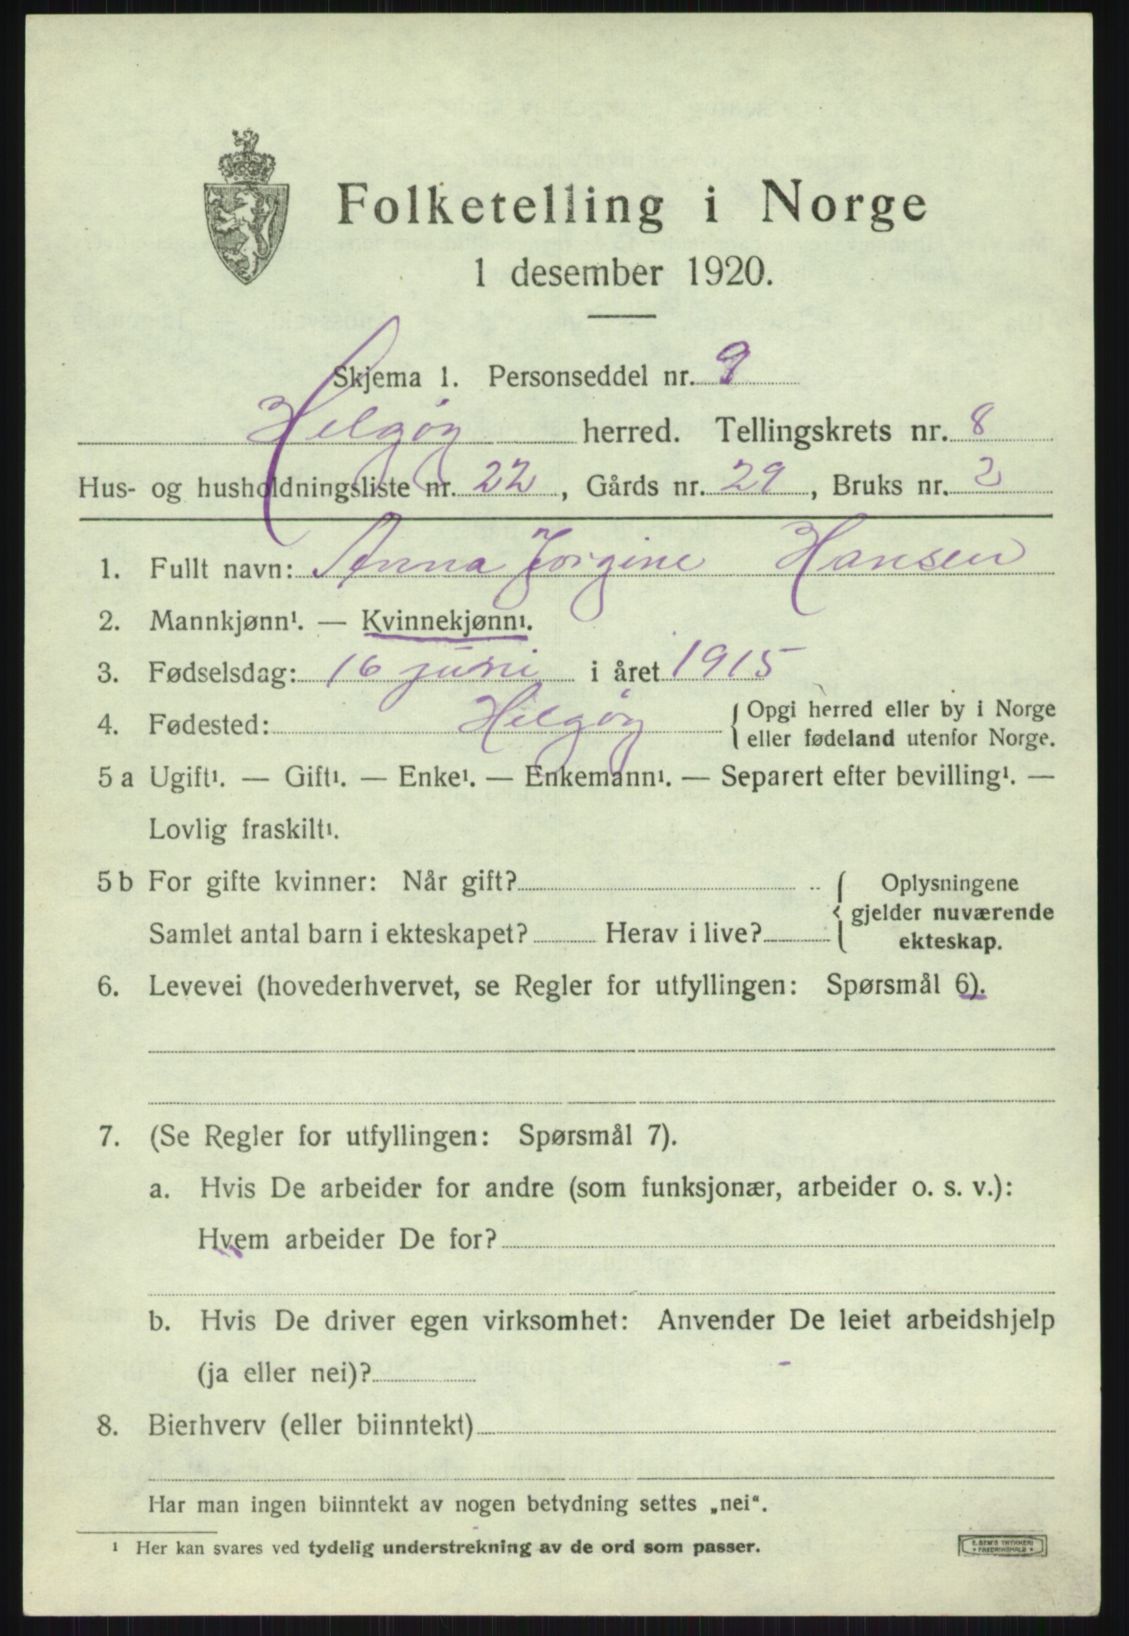 Folketelling i Norge
1 desember 1920.
Skjema 1. Personseddel nr. 9
Helgøy herred. Tellingskrets nr. 8
Hus- og husholdningsliste nr. 22, Gårds nr. 29, Bruks nr. 2
1. Fullt navn: Anna Jorgine Hansen
2. Mannkjønn¹. — Kvinnekjønn¹.
3. Fødselsdag: 16 juni i året 1915
4. Fødested: Helgøy { Opgi herred eller by i Norge
eller fødeland utenfor Norge.
5 a Ugift¹. — Gift¹. — Enke¹. — Enkemann¹. — Separert efter bevilling¹. —
Lovlig fraskilt¹.
5 b For gifte kvinner: Når gift? { Oplysningene
gjelder nuværende
Samlet antal barn i ekteskapet? Herav i live? ekteskap.
6. Levevei (hovederhvervet, se Regler for utfyllingen: Spørsmål 6).
7. (Se Regler for utfyllingen: Spørsmål 7).
a. Hvis De arbeider for andre (som funksjonær, arbeider o. s. v.):
Hvem arbeider De for?
b. Hvis De driver egen virksomhet: Anvender De leiet arbeidshjelp
(ja eller nei)?
8. Bierhverv (eller biinntekt)
Har man ingen biinntekt av nogen betydning settes „nei“.
¹ Her kan svares ved tydelig understrekning av de ord som passer.